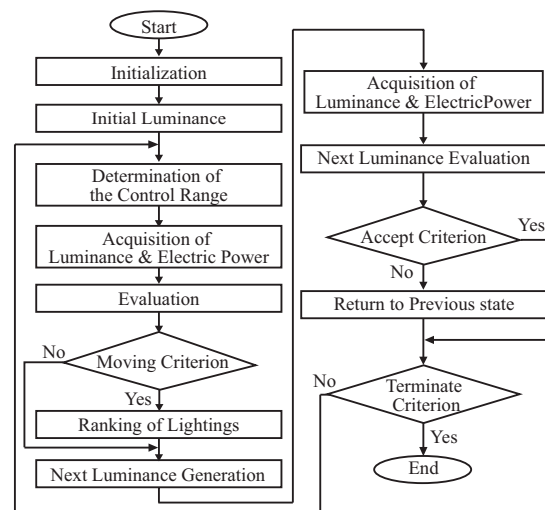 Start
Initialization
Initial Luminance
Determination of
the Control Range
Acquisition of
Luminance & Electric Power
Evaluation
No
Moving Criterion
Yes
Ranking of Lightings
Next Luminance Generation
Acquisition of
Luminance & ElectricPower
Next Luminance Evaluation
Accept Criterion
Yes
No
Return to Previous state
No
Terminate
Criterion
Yes
End